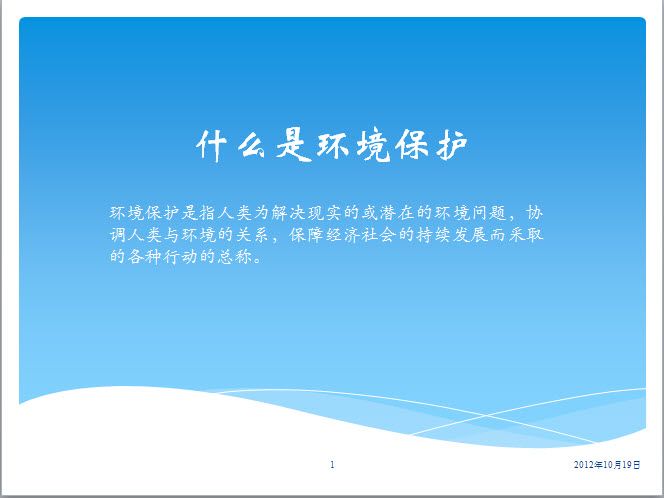 什么是环境保护
环境保护是指人类为解决现实的或潜在的环境问题，协
调人类与环境的关系，保障经济社会的持续发展而采取
的各种行动的总称。
1
2012年10月19日